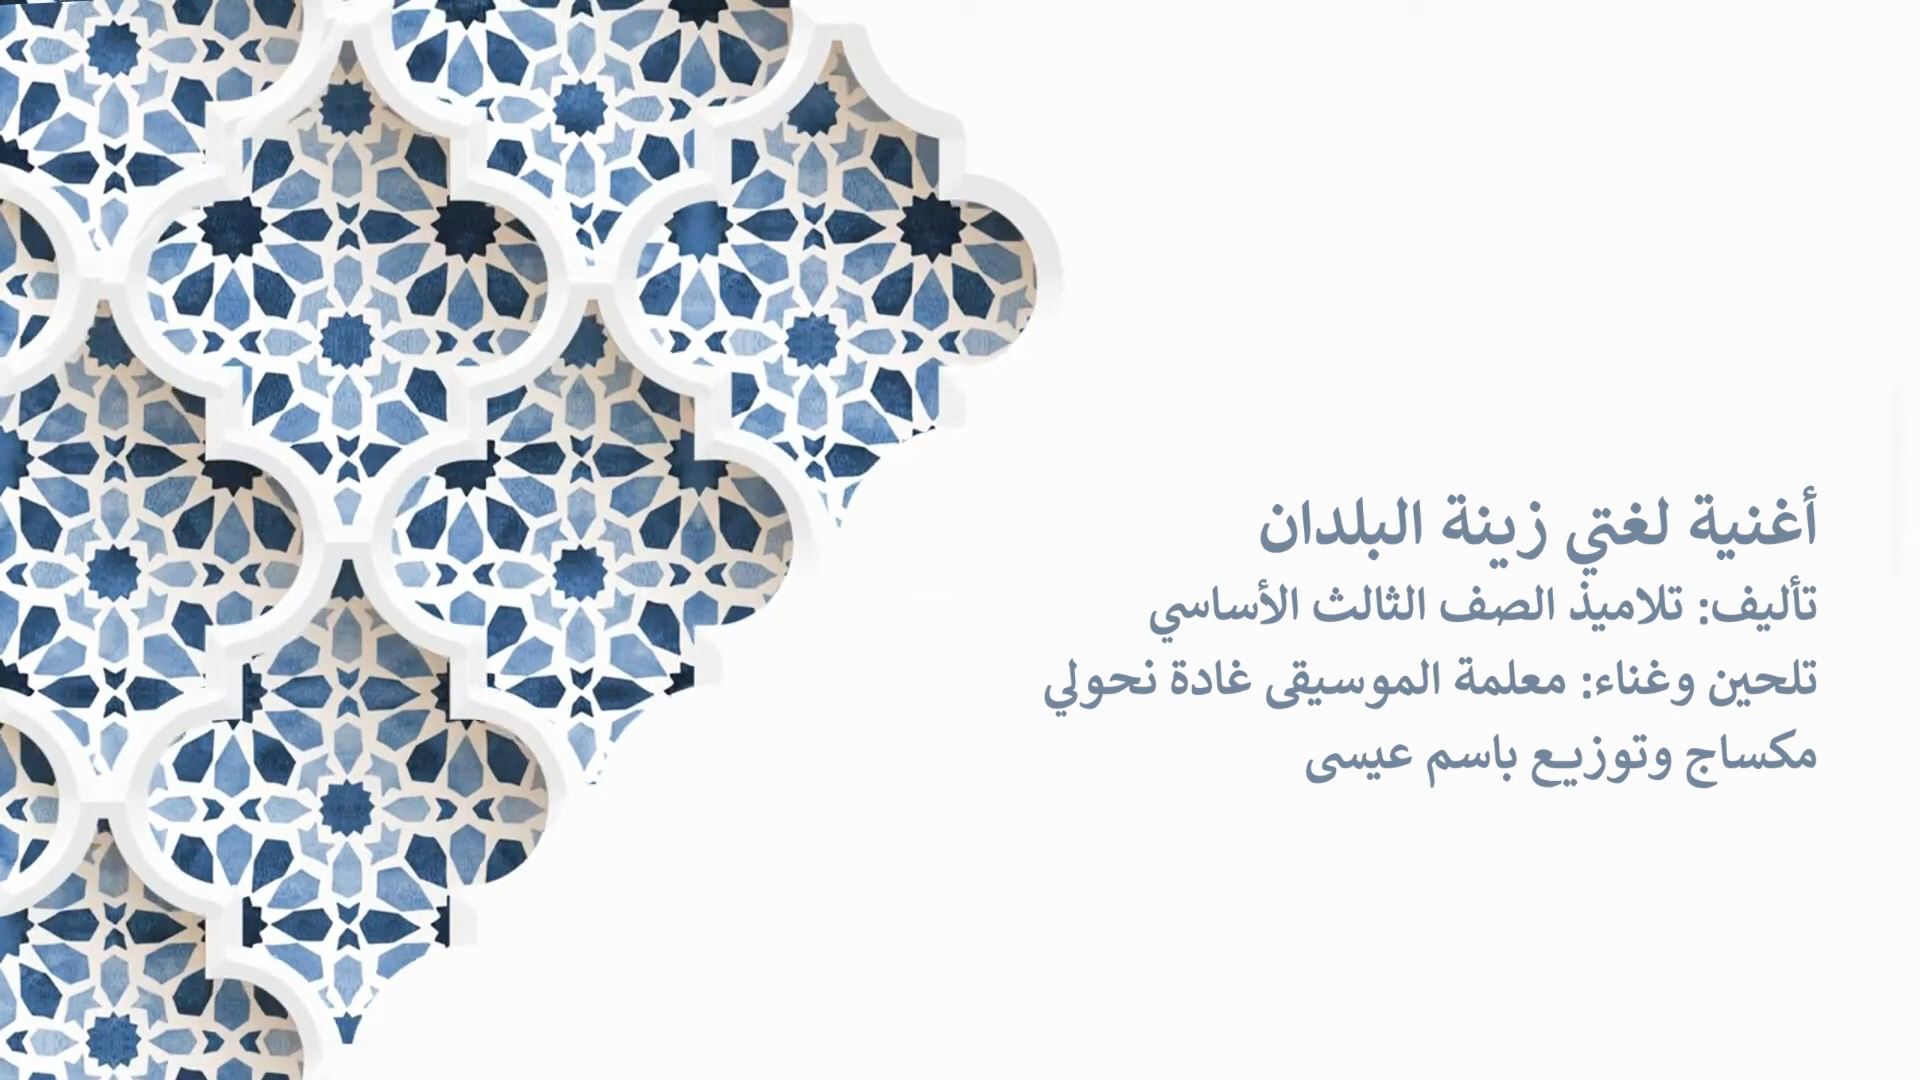 أغنية لغتي زينة البلدان
تأليف: تلاميذ الصف الثالث الأساسي
تلحين وغناء: معلمة الموسيقى غادة نحولي
مكساج وتوزيع باسم عيسى